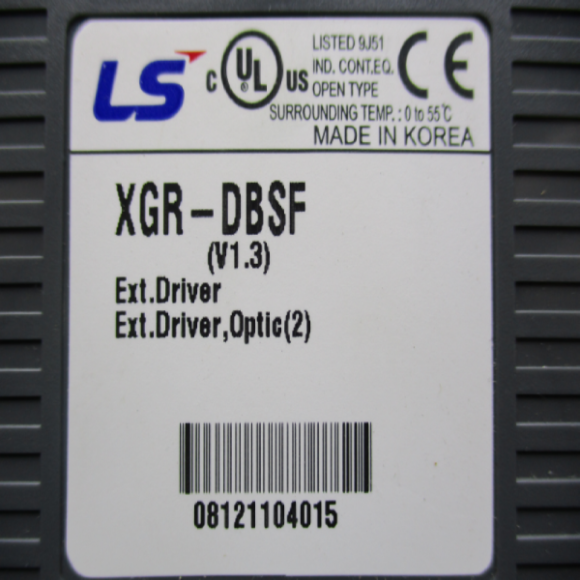 LS
c UL US
LISTED 9J51
IND. CONT.EQ.
OPEN TYPE
CE
SURROUNDING TEMP. : 0 to 55℃
MADE IN KOREA
XGR-DBSF
(V1.3)
Ext.Driver
Ext.Driver,Optic(2)
08121104015